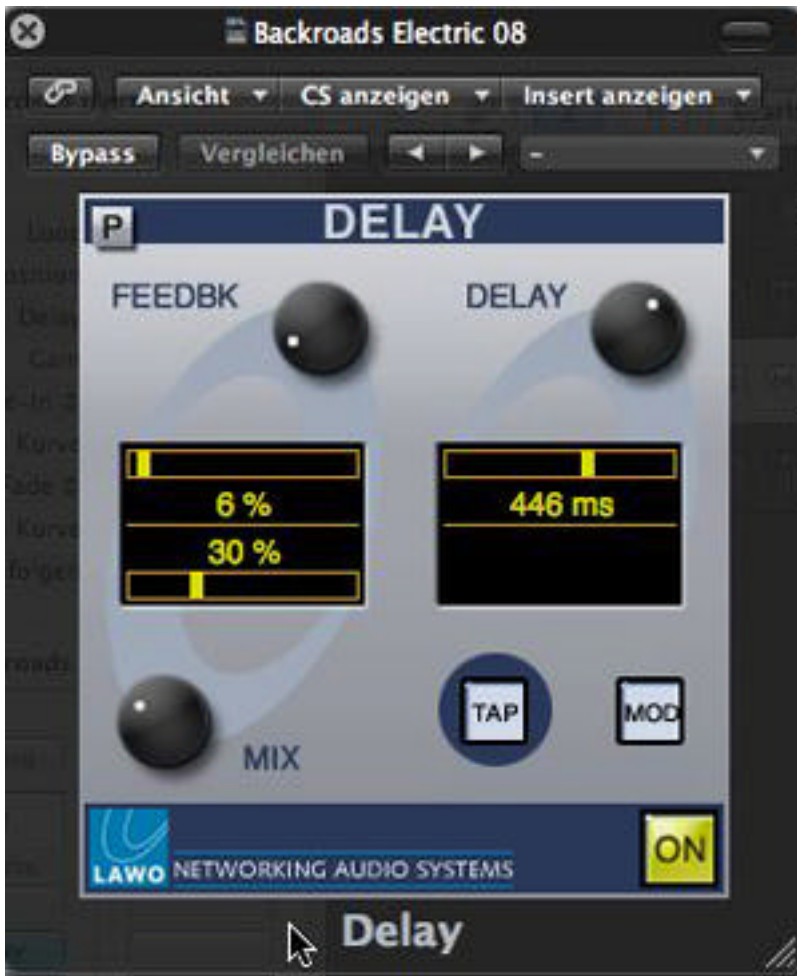 Backroads Electric 08
Ansicht CS anzeigen Insert anzeigen
Bypass Vergleichen -
P DELAY
FEEDBK DELAY
6 % 446 ms
30 %
TAP MOD
MIX
LAWO NETWORKING AUDIO SYSTEMS ON
Delay